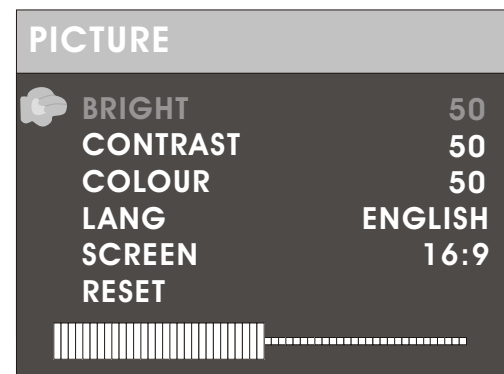 PICTURE
BRIGHT 50
CONTRAST 50
COLOUR 50
LANG ENGLISH
SCREEN 16:9
RESET